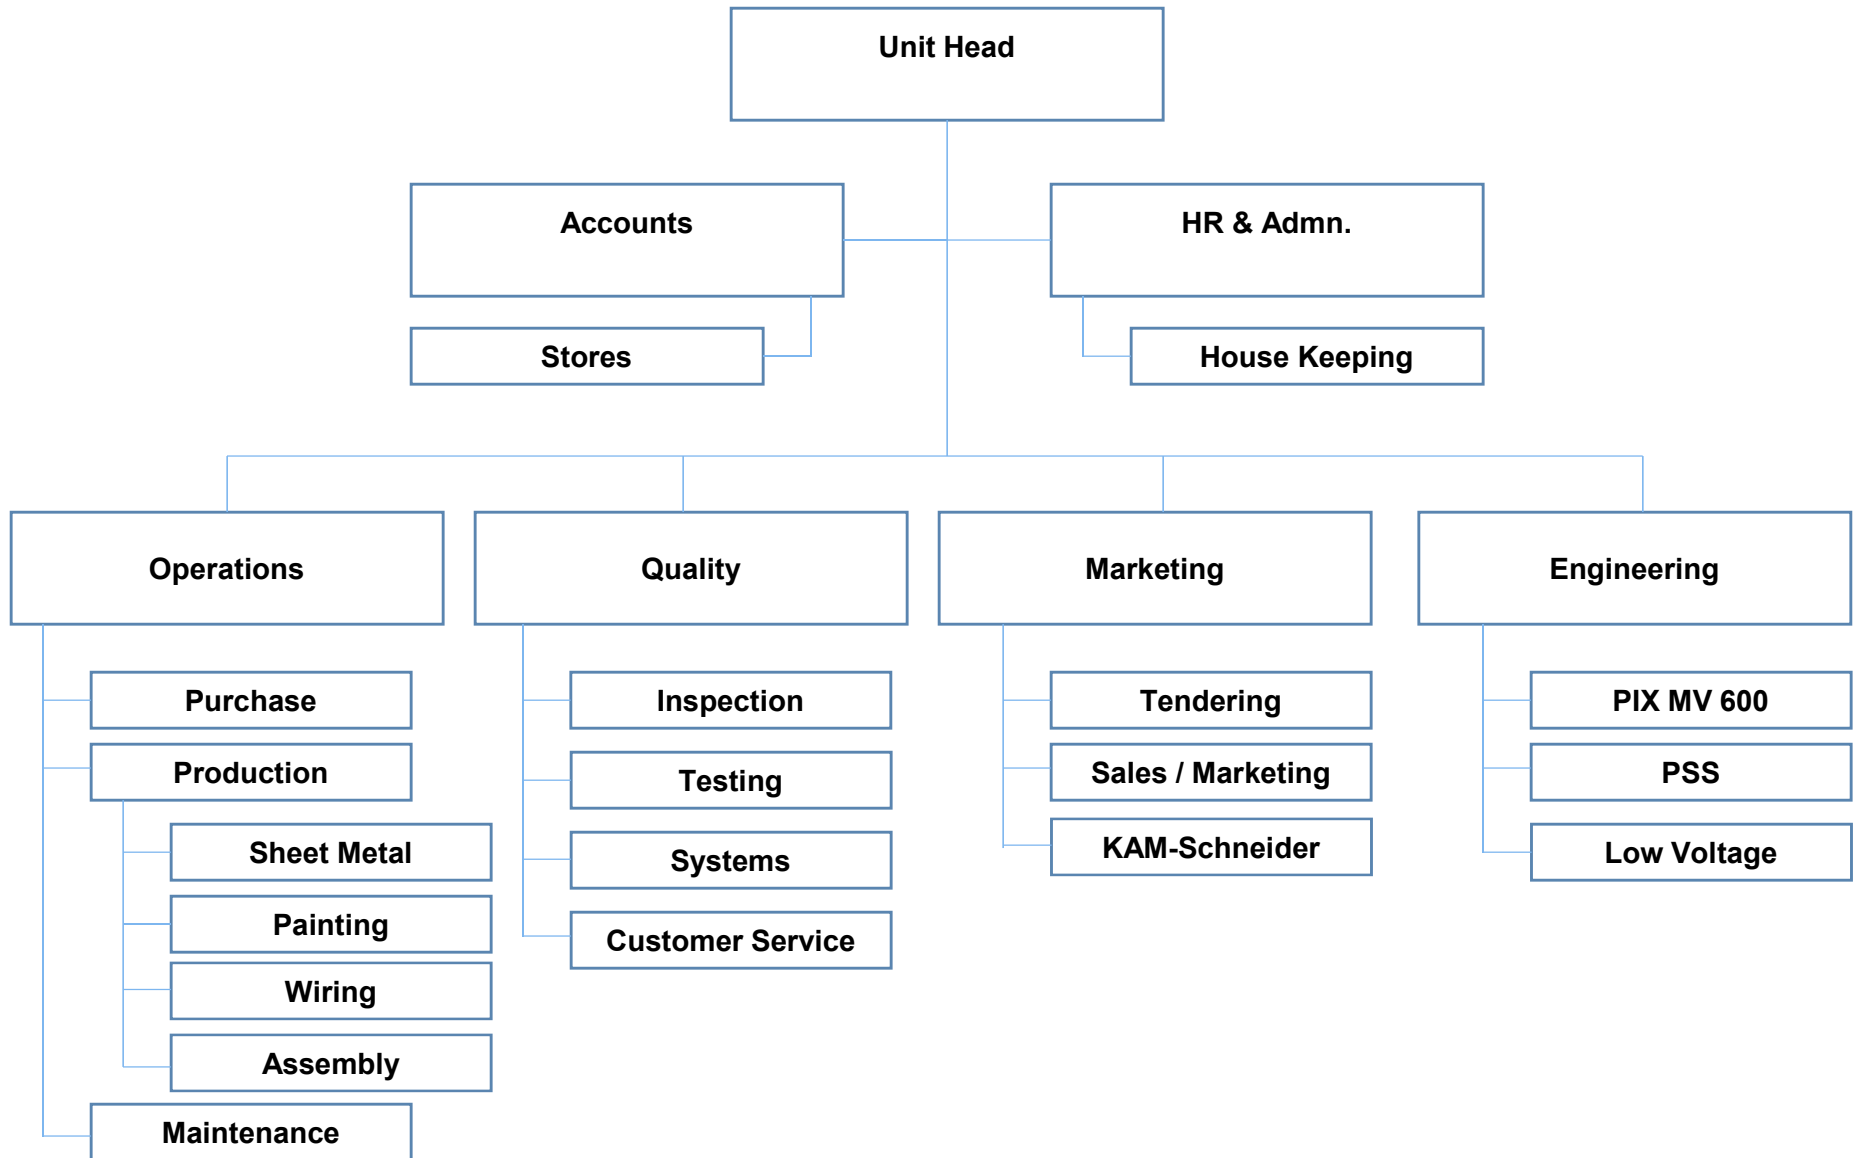 Unit Head
Accounts
HR & Admn.
Stores
House Keeping
Operations
Quality
Marketing
Engineering
Purchase
Production
Sheet Metal
Painting
Wiring
Assembly
Maintenance
Inspection
Testing
Systems
Customer Service
Tendering
Sales / Marketing
KAM-Schneider
PIX MV 600
PSS
Low Voltage